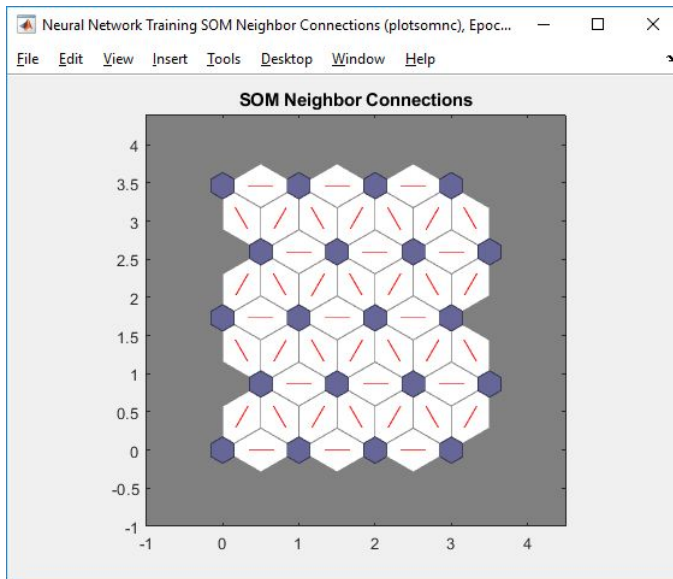 Neural Network Training SOM Neighbor Connections (plotsomnc), Epoc...
File Edit View Insert Tools Desktop Window Help
SOM Neighbor Connections
4
3.5
3
2.5
2
1.5
1
0.5
0
-0.5
-1
-1 0 1 2 3 4